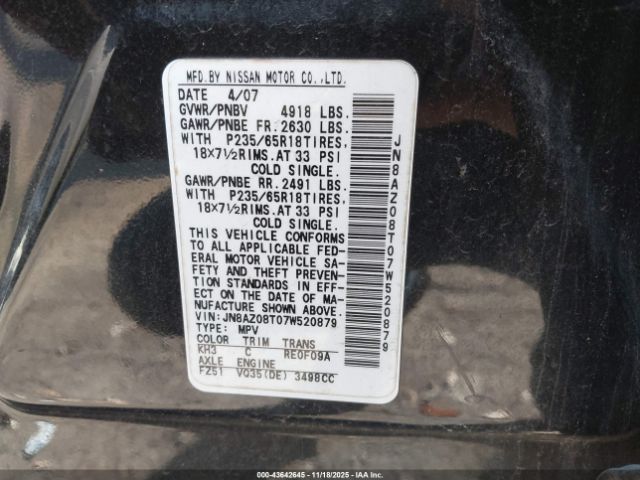 MFD.BY NISSAN MOTOR CO.,LTD.
DATE 4/07
GVWR/PNBV 4918 LBS.
GAWR/PNBE FR.2630 LBS.
WITH P235/65R18TIRES,
18X7½RIMS.AT 33 PSI
COLD SINGLE.
GAWR/PNBE RR.2491 LBS.
WITH P235/65R18TIRES,
18X7½RIMS.AT 33 PSI
COLD SINGLE.
THIS VEHICLE CONFORMS
TO ALL APPLICABLE FED-
ERAL MOTOR VEHICLE SA-
FETY AND THEFT PREVEN-
TION STANDARDS IN EFF-
ECT ON THE DATE OF MA-
NUFACTURE SHOWN ABOVE.
VIN:JN8AZ08T07W520879
TYPE: MPV
COLOR TRIM TRANS
KH3 C RE0F09A
AXLE ENGINE
FZ51 VQ35(DE) 3498CC
JN8AZ08T07W520879
000-43642645 - 11/18/2025 - IAAI, Inc.